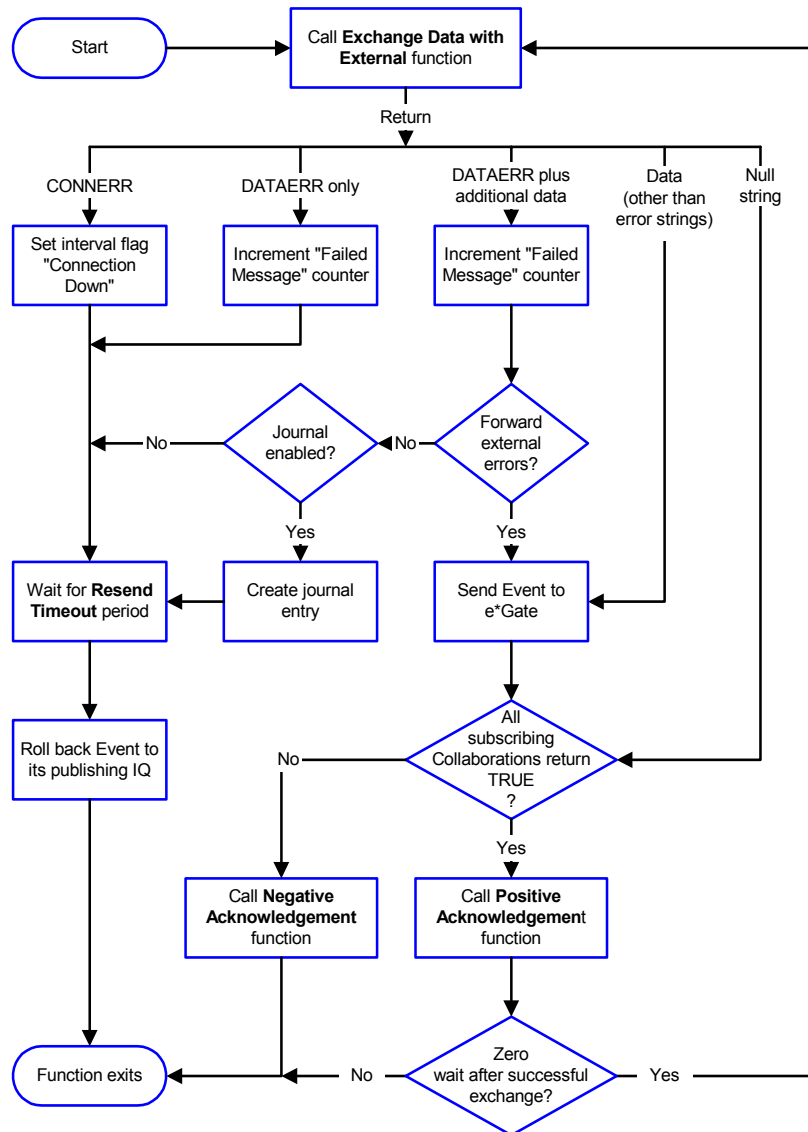 Start
Call Exchange Data with
External function
Return
CONNERR
DATAERR only
DATAERR plus
additional data
Data
(other than
error strings)
Null
string
Set interval flag
"Connection
Down"
Increment "Failed
Message" counter
Increment "Failed
Message" counter
No
Journal
enabled?
No
Forward
external
errors?
Yes
Yes
Wait for Resend
Timeout period
Create journal
entry
Send Event to
e*Gate
Roll back Event to
its publishing IQ
No
All
subscribing
Collaborations return
TRUE
?
Yes
Call Negative
Acknowledgement
function
Call Positive
Acknowledgement
function
Function exits
No
Zero
wait after successful
exchange?
Yes